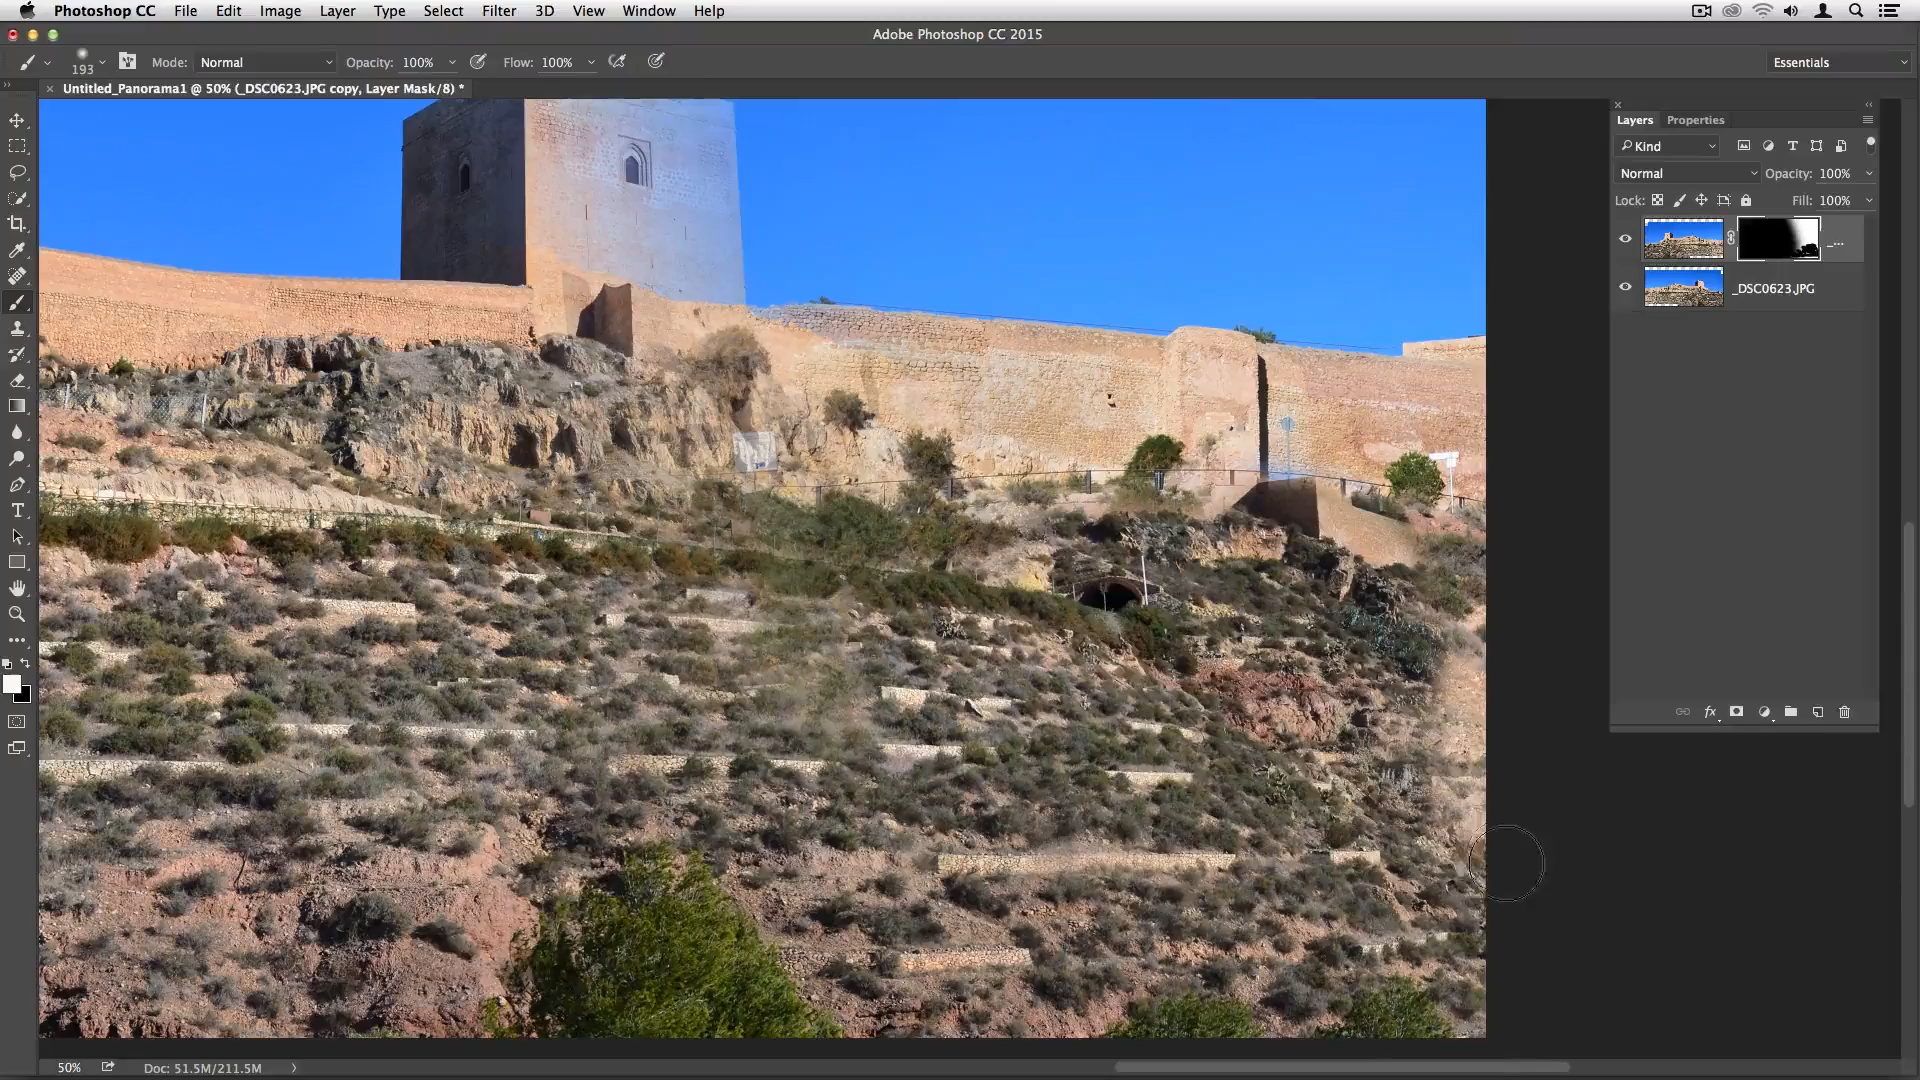 Photoshop CC File Edit Image Layer Type Select Filter 3D View Window Help
Adobe Photoshop CC 2015
193 Mode: Normal Opacity: 100% Flow: 100% Essentials
Untitled_Panorama1 @ 50% (_DSC0623.JPG copy, Layer Mask/8) *
Layers Properties
Kind
Normal Opacity: 100%
Lock: Fill: 100%
_...
_DSC0623.JPG
fx
50% Doc: 51.5M/211.5M